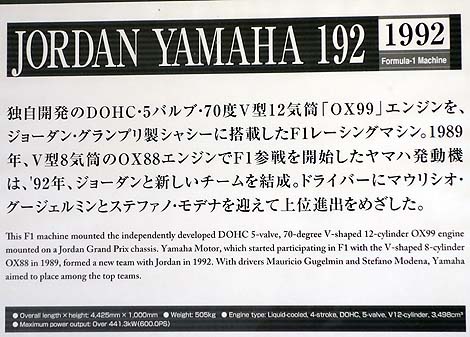 JORDAN YAMAHA 192
1992
Formula-1 Machine
独自開発のDOHC・5バルブ・70度V型12気筒「OX99」エンジンを、
ジョーダン・グランプリ製シャシーに搭載したF1レーシングマシン。1989
年、V型8気筒のOX88エンジンでF1参戦を開始したヤマハ発動機
は、'92年、ジョーダンと新しいチームを結成。ドライバーにマウリシオ・
グージェルミンとステファノ・モデナを迎えて上位進出をめざした。
This F1 machine mounted the independently developed DOHC 5-valve, 70-degree V-shaped 12-cylinder OX99 engine
mounted on a Jordan Grand Prix chassis. Yamaha Motor, which started participating in F1 with the V-shaped 8-cylinder
OX88 in 1989, formed a new team with Jordan in 1992. With drivers Mauricio Gugelmin and Stefano Modena, Yamaha
aimed to place among the top teams.
● Overall length × height: 4,425mm × 1,000mm ● Weight: 505kg ● Engine type: Liquid-cooled, 4-stroke, DOHC, 5-valve, V12-cylinder, 3,498cm³
● Maximum power output: Over 441.3kW(600.0PS)